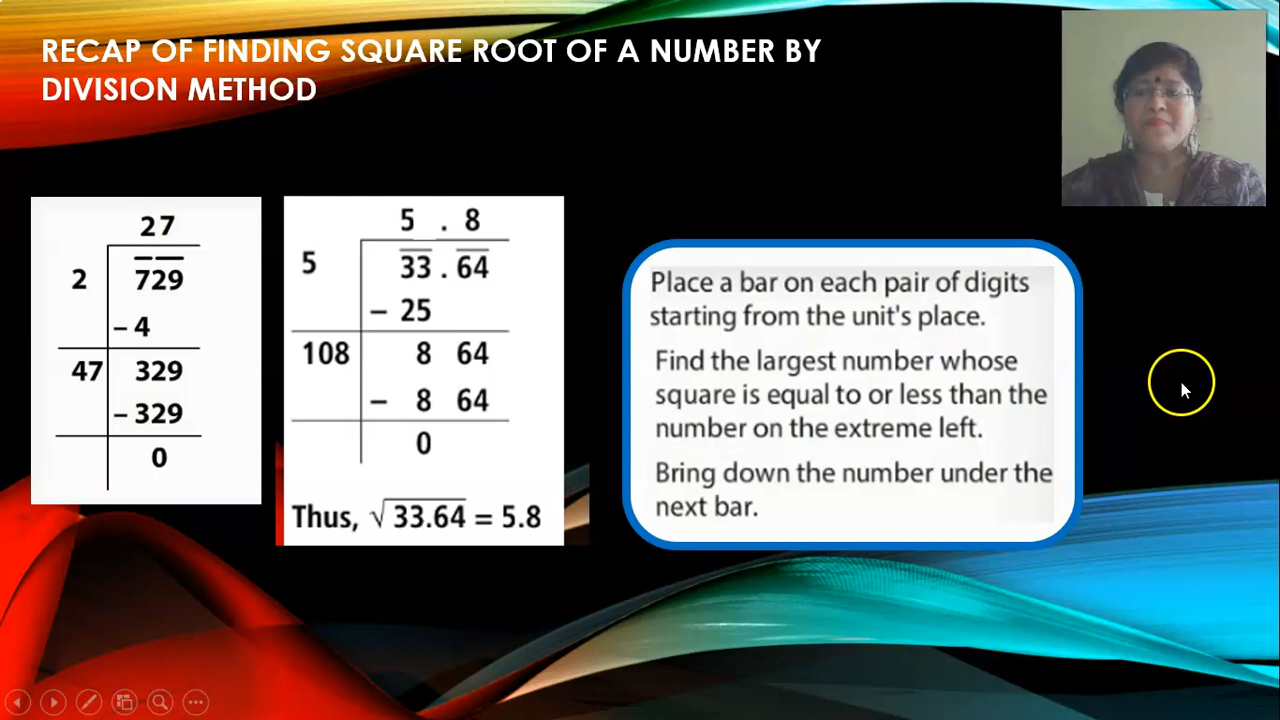 RECAP OF FINDING SQUARE ROOT OF A NUMBER BY
DIVISION METHOD
27
2 729
– 4
47 329
– 329
0
5 . 8
5 33 . 64
– 25
108 8 64
– 8 64
0
Thus, √33.64 = 5.8
Place a bar on each pair of digits
starting from the unit's place.
Find the largest number whose
square is equal to or less than the
number on the extreme left.
Bring down the number under the
next bar.